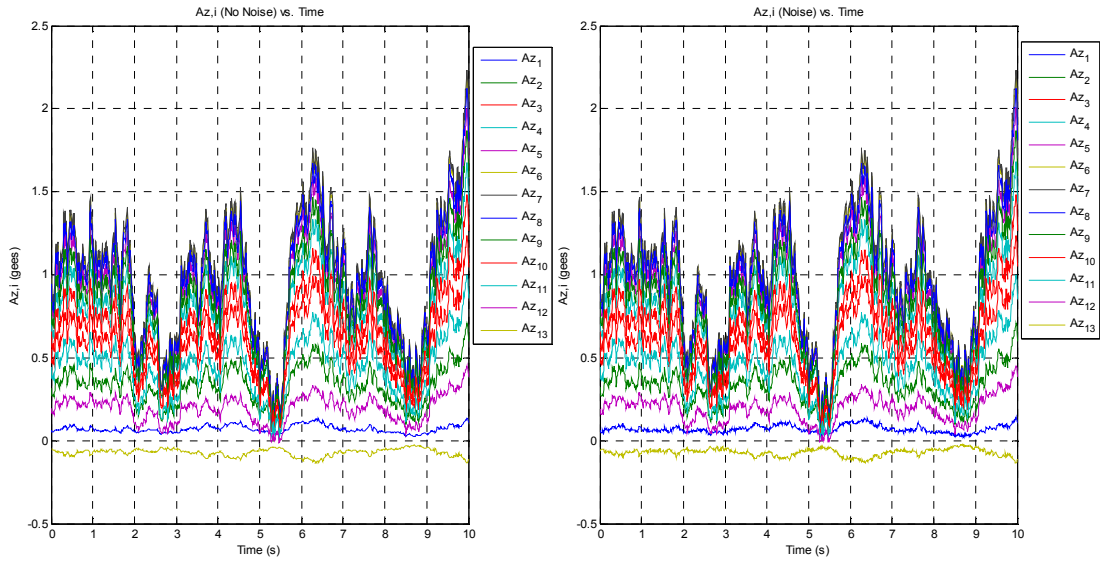 Az,i (No Noise) vs. Time
2.5
2
1.5
1
0.5
0
-0.5
Az,i (gees)
0 1 2 3 4 5 6 7 8 9 10
Time (s)
Az1
Az2
Az3
Az4
Az5
Az6
Az7
Az8
Az9
Az10
Az11
Az12
Az13
Az,i (Noise) vs. Time
2.5
2
1.5
1
0.5
0
-0.5
Az,i (gees)
0 1 2 3 4 5 6 7 8 9 10
Time (s)
Az1
Az2
Az3
Az4
Az5
Az6
Az7
Az8
Az9
Az10
Az11
Az12
Az13